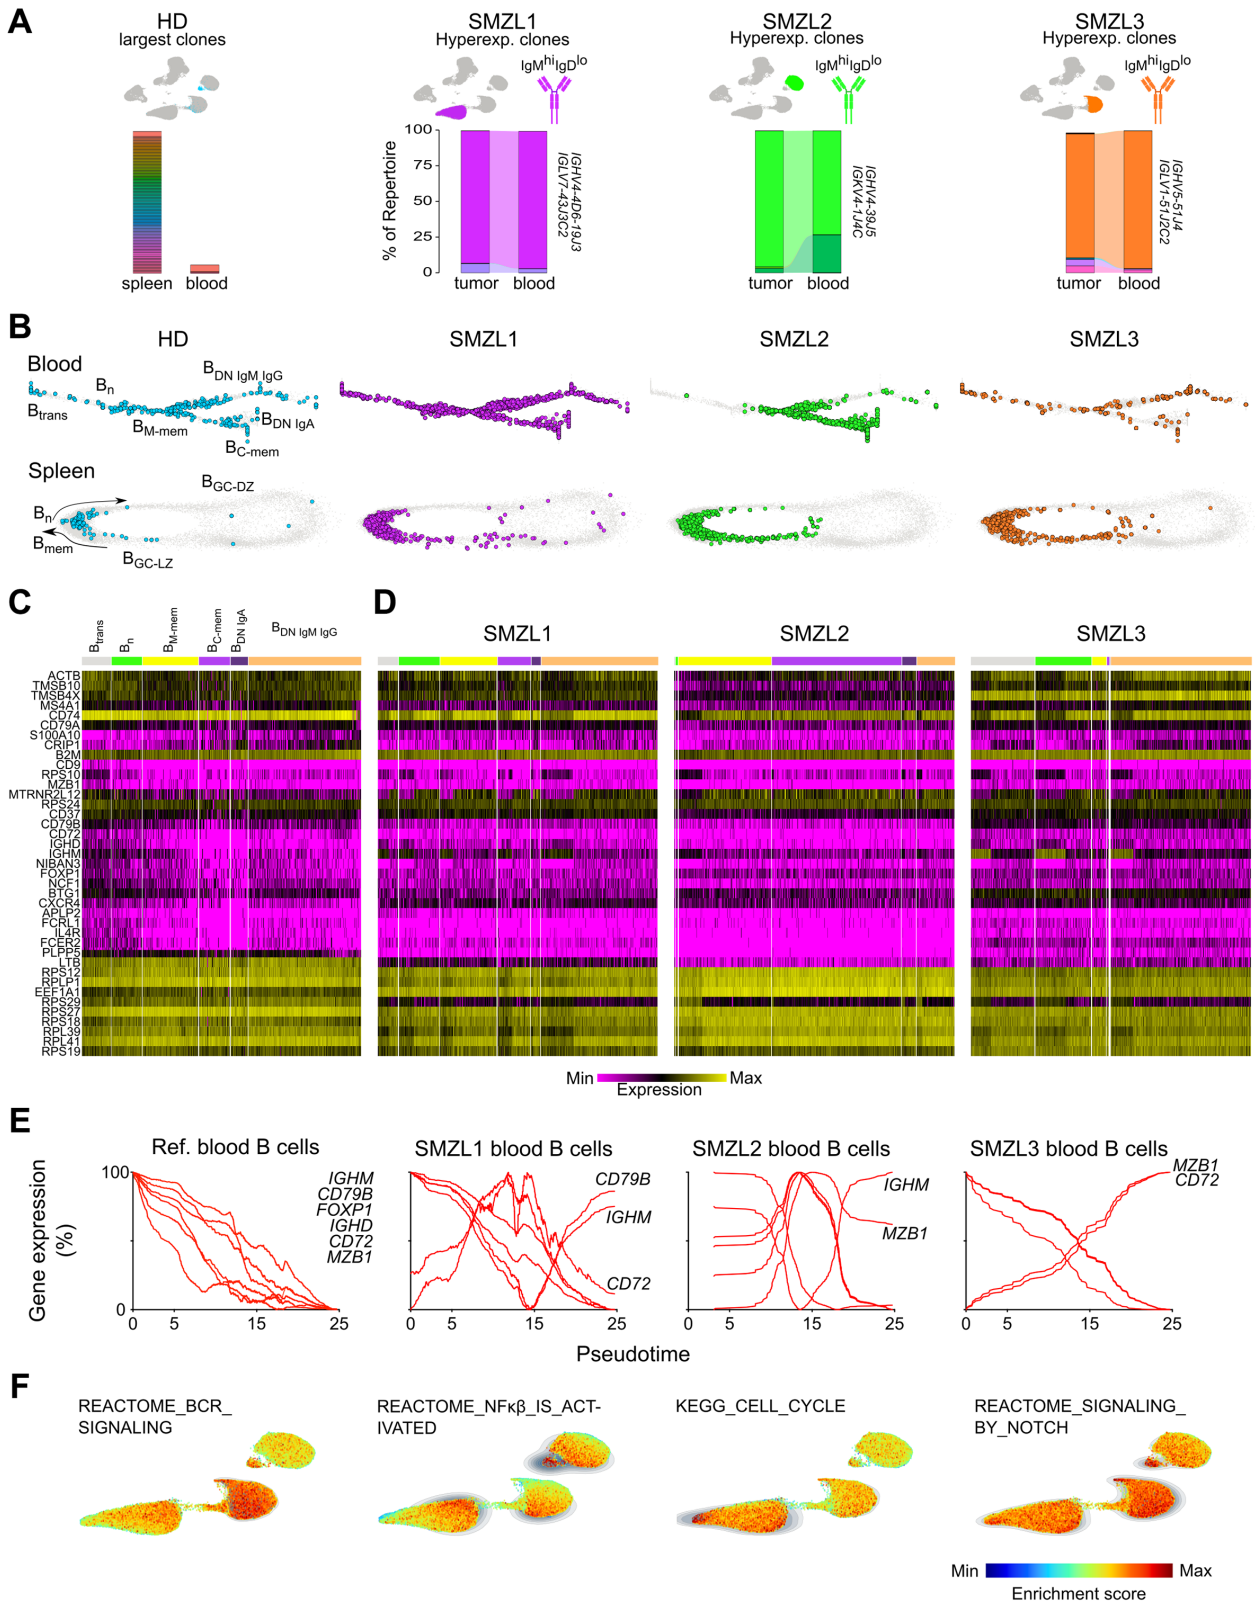 A
HD
largest clones
SMZL1
Hyperexp. clones
SMZL2
Hyperexp. clones
SMZL3
Hyperexp. clones
IgMhiIgDlo
IgMhiIgDlo
IgMhiIgDlo
% of Repertoire
100
75
50
25
0
spleen
blood
tumor
blood
IGHV4-4D6-19J3
IGLV7-43J3C2
tumor
blood
IGHV4-39J5
IGKV4-1J4C
tumor
blood
IGHV5-51J4
IGLV1-51J2C2
B
HD
SMZL1
SMZL2
SMZL3
Blood
Btrans
Bn
BM-mem
BDN IgM IgG
BDN IgA
BC-mem
Spleen
Bn
Bmem
BGC-DZ
BGC-LZ
C
Btrans
Bn
BM-mem
BC-mem
BDN IgA
BDN IgM IgG
D
SMZL1
SMZL2
SMZL3
ACTB
TMSB10
TMSB4X
MS4A1
CD74
CD79A
S100A10
CRIP1
B2M
CD9
RPS10
MZB1
MTRNR2L12
RPS24
CD37
CD79B
CD72
IGHD
IGHM
NIBAN3
FOXP1
NCF1
BTG1
CXCR4
APLP2
FCRL1
IL4R
FCER2
PLPP5
LTB
RPS12
RPLP1
EEF1A1
RPS29
RPS27
RPS18
RPL39
RPL41
RPS19
Min
Max
Expression
E
Ref. blood B cells
SMZL1 blood B cells
SMZL2 blood B cells
SMZL3 blood B cells
Gene expression
(%)
100
0
IGHM
CD79B
FOXP1
IGHD
CD72
MZB1
CD79B
IGHM
CD72
IGHM
MZB1
MZB1
CD72
0 5 15 25
0 5 15 25
0 5 15 25
0 5 15 25
Pseudotime
F
REACTOME_BCR_
SIGNALING
REACTOME_NFκβ_IS_ACT-
IVATED
KEGG_CELL_CYCLE
REACTOME_SIGNALING_
BY_NOTCH
Min
Max
Enrichment score